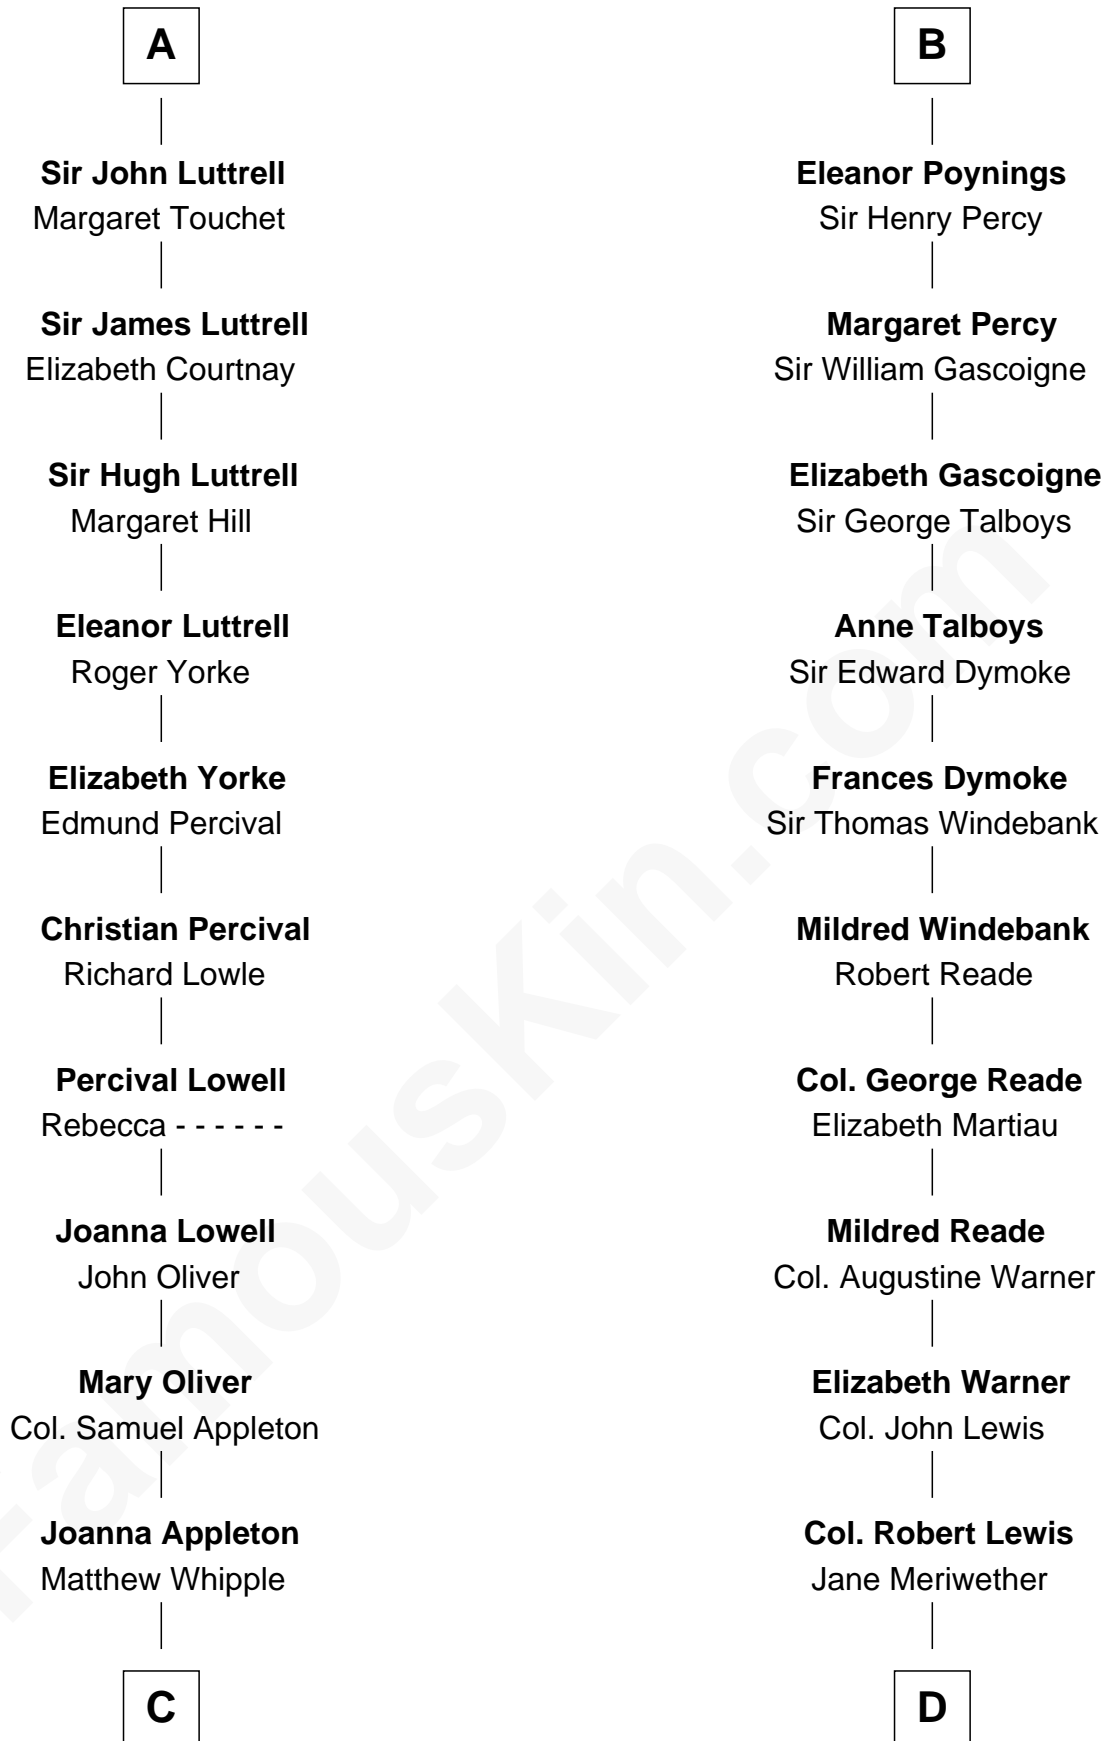 A
Sir John Luttrell
Margaret Touchet
Sir James Luttrell
Elizabeth Courtnay
Sir Hugh Luttrell
Margaret Hill
Eleanor Luttrell
Roger Yorke
Elizabeth Yorke
Edmund Percival
Christian Percival
Richard Lowle
Percival Lowell
Rebecca - - - - - -
Joanna Lowell
John Oliver
Mary Oliver
Col. Samuel Appleton
Joanna Appleton
Matthew Whipple
C
B
Eleanor Poynings
Sir Henry Percy
Margaret Percy
Sir William Gascoigne
Elizabeth Gascoigne
Sir George Talboys
Anne Talboys
Sir Edward Dymoke
Frances Dymoke
Sir Thomas Windebank
Mildred Windebank
Robert Reade
Col. George Reade
Elizabeth Martiau
Mildred Reade
Col. Augustine Warner
Elizabeth Warner
Col. John Lewis
Col. Robert Lewis
Jane Meriwether
D
FamousKin.com